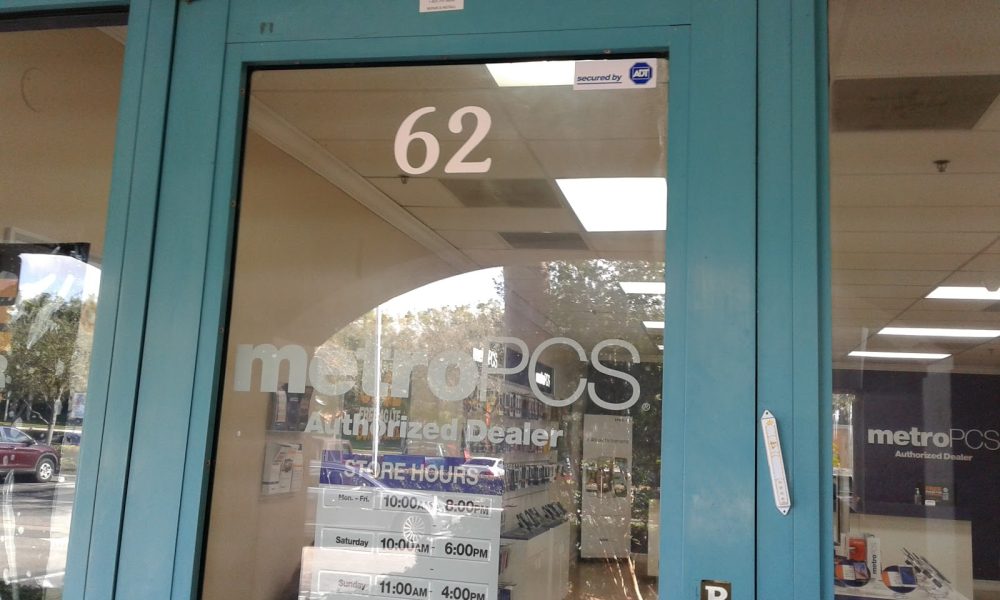 secured by ADT
62
metroPCS
Authorized Dealer
STORE HOURS
Mon. - Fri. 10:00AM - 8:00PM
Saturday 10:00AM - 6:00PM
Sunday 11:00AM - 4:00PM
metroPCS
Authorized Dealer
metro